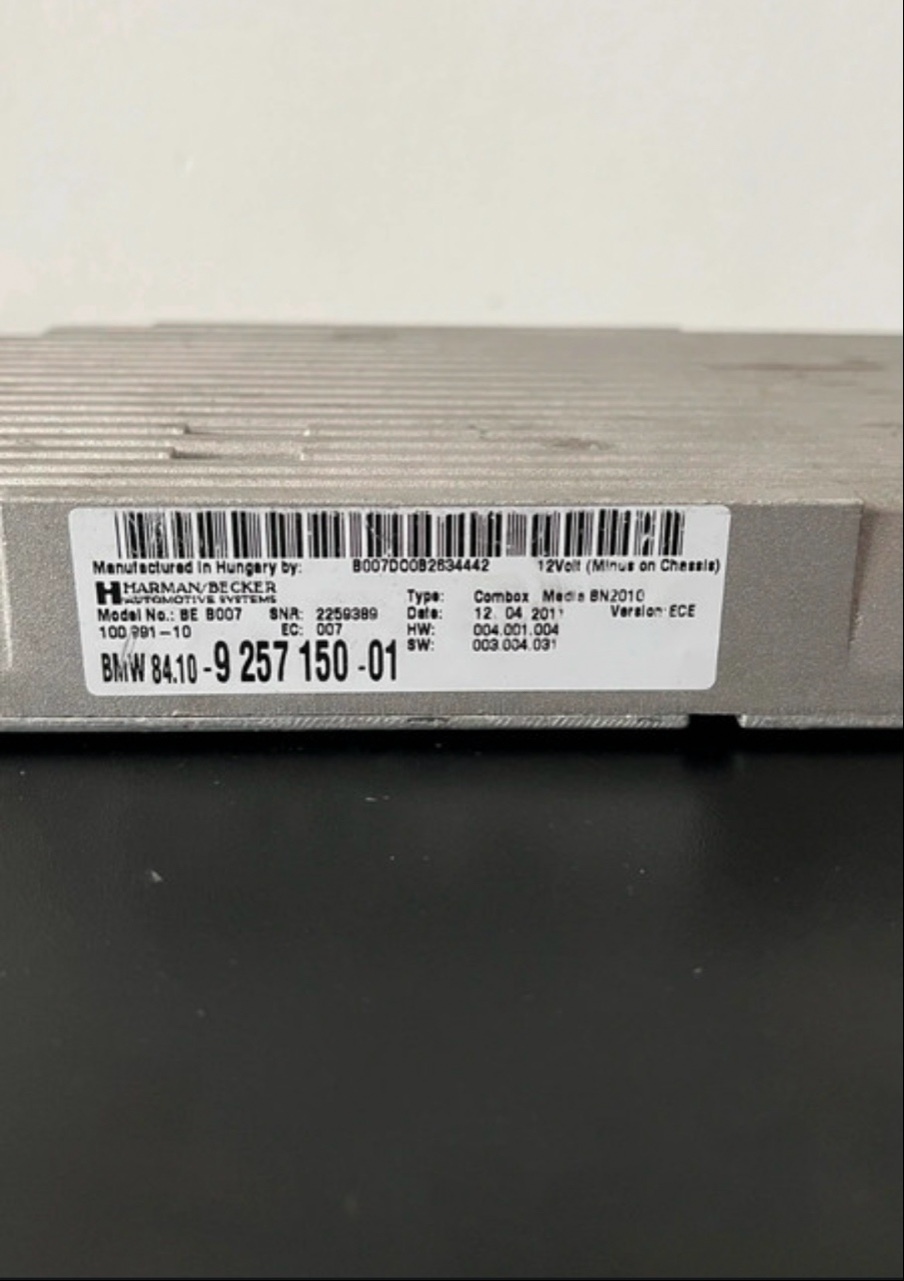 Manufactured in Hungary by: B007D00B2634442 12Volt (Minus on Chassis)
HARMAN/BECKER
AUTOMOTIVE SYSTEMS
Type: Combox Media BN2010
Model No.: BE B007 SNR: 2259389 Date: 12. 04 2011 Version: ECE
100 991-10 EC: 007 HW: 004.001.004
SW: 003.004.031
BMW 84.10 -9 257 150 -01